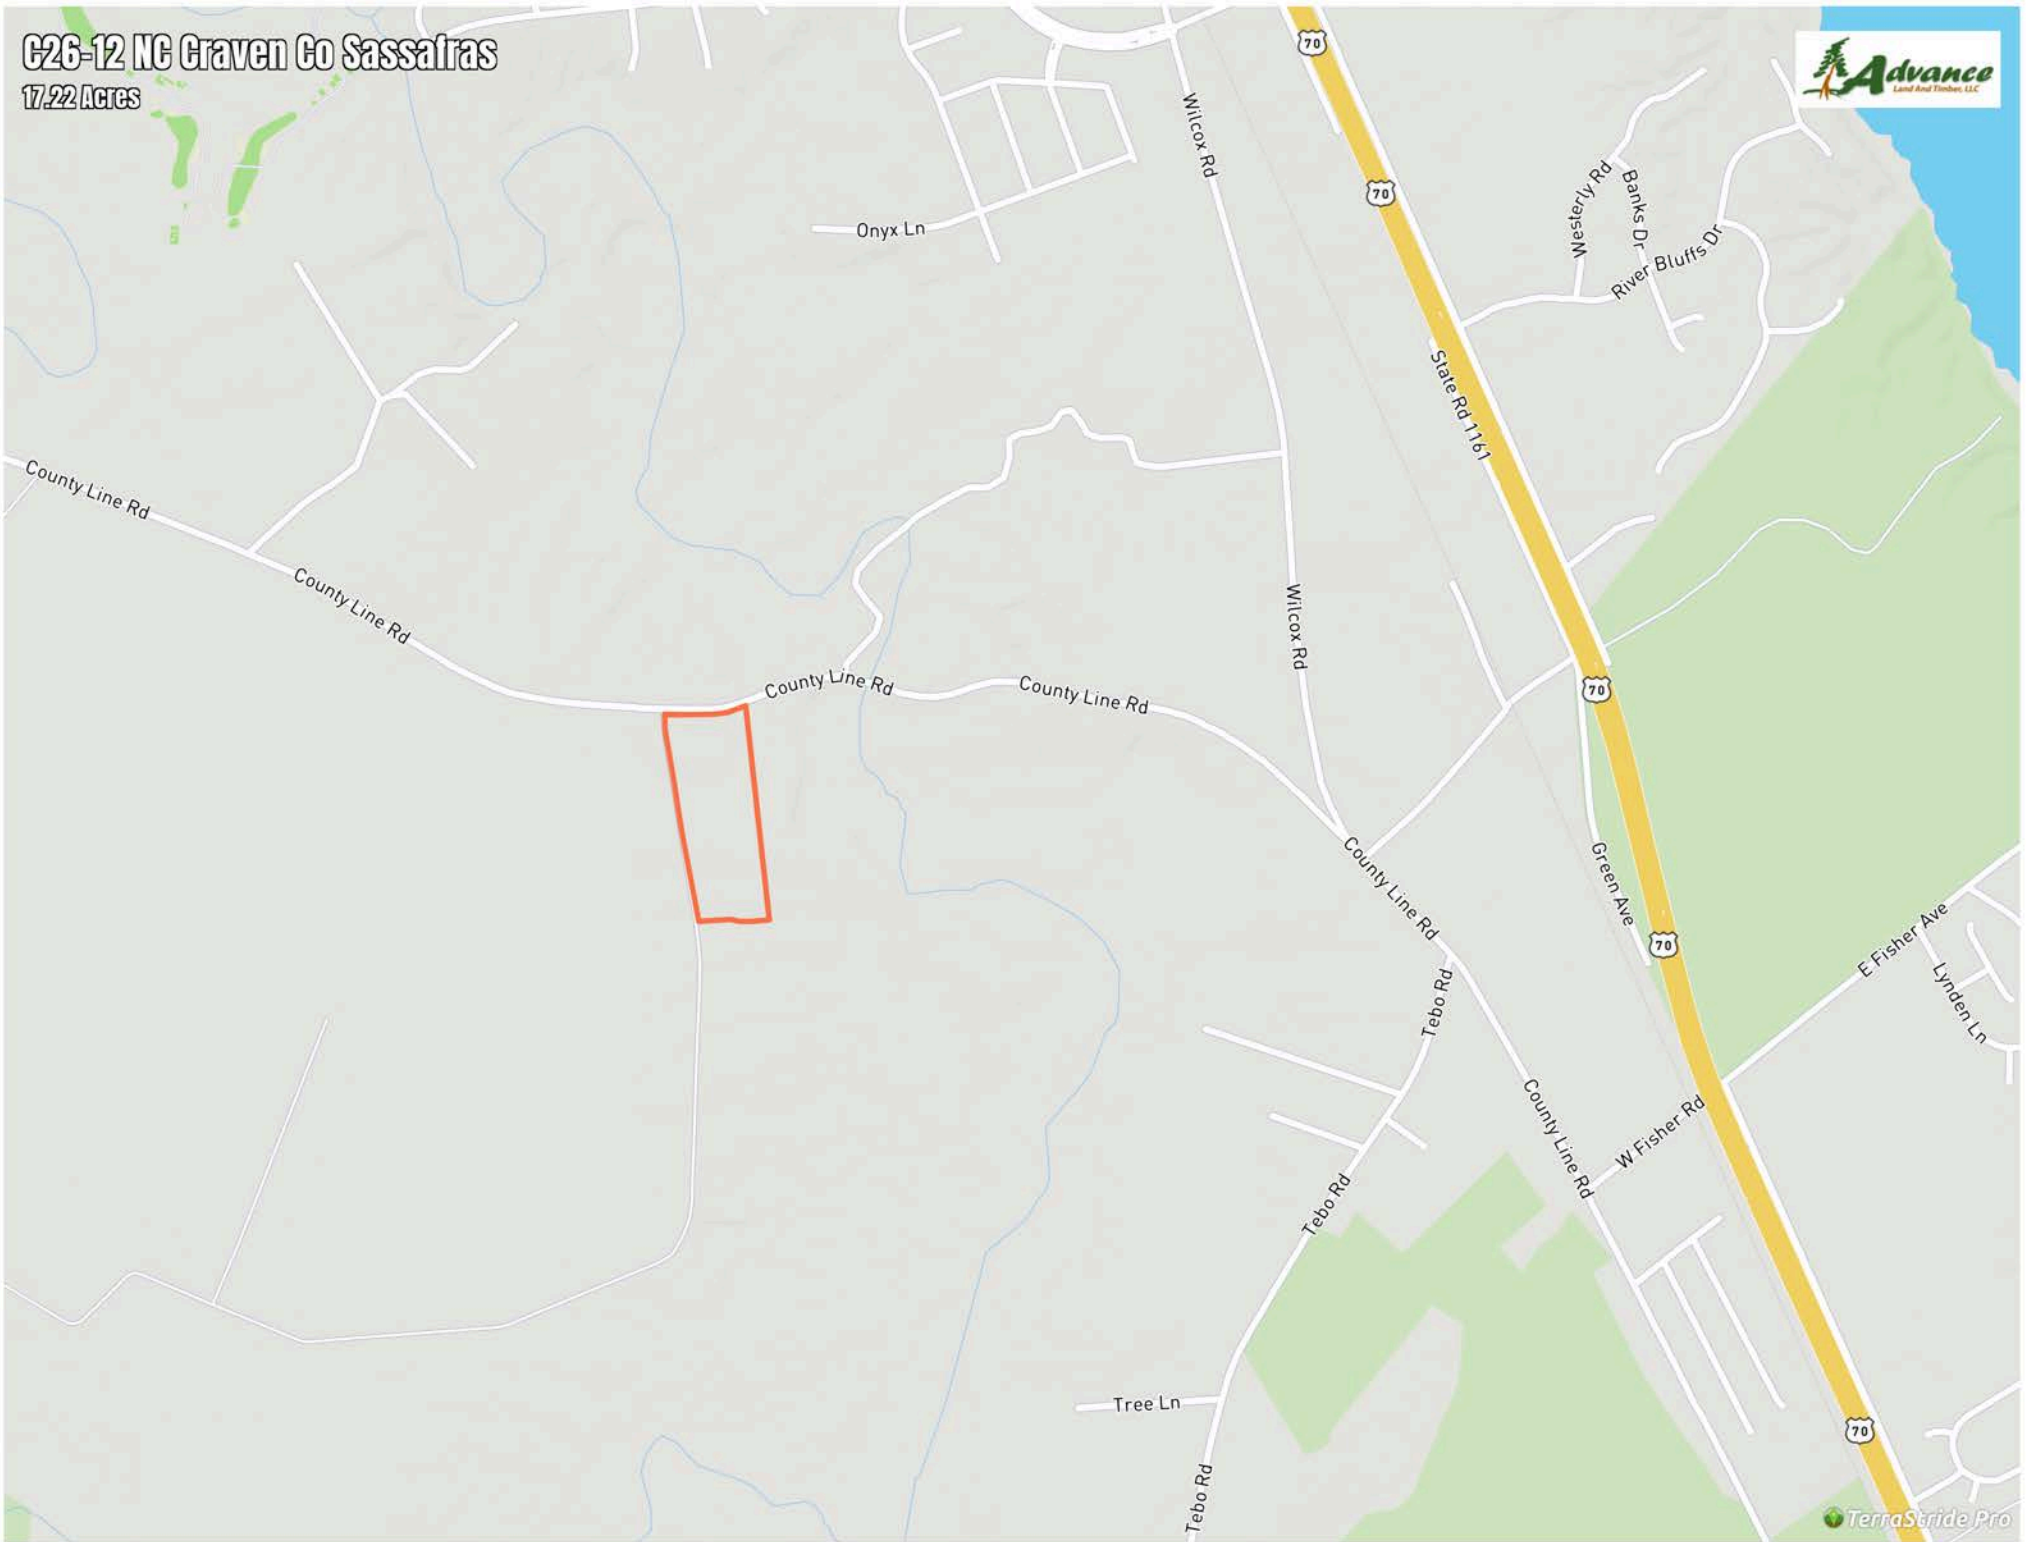 C26-12 NC Craven Co Sassafras
17.22 Acres
Advance
Land And Timber, LLC
70
Wilcox Rd
70
Westerly Rd
Banks Dr
River Bluffs Dr
Onyx Ln
State Rd 1161
County Line Rd
County Line Rd
Wilcox Rd
County Line Rd
County Line Rd
70
County Line Rd
Green Ave
70
E Fisher Ave
Lynden Ln
Tebo Rd
County Line Rd
W Fisher Rd
Tebo Rd
Tree Ln
70
Tebo Rd
TerraStride Pro